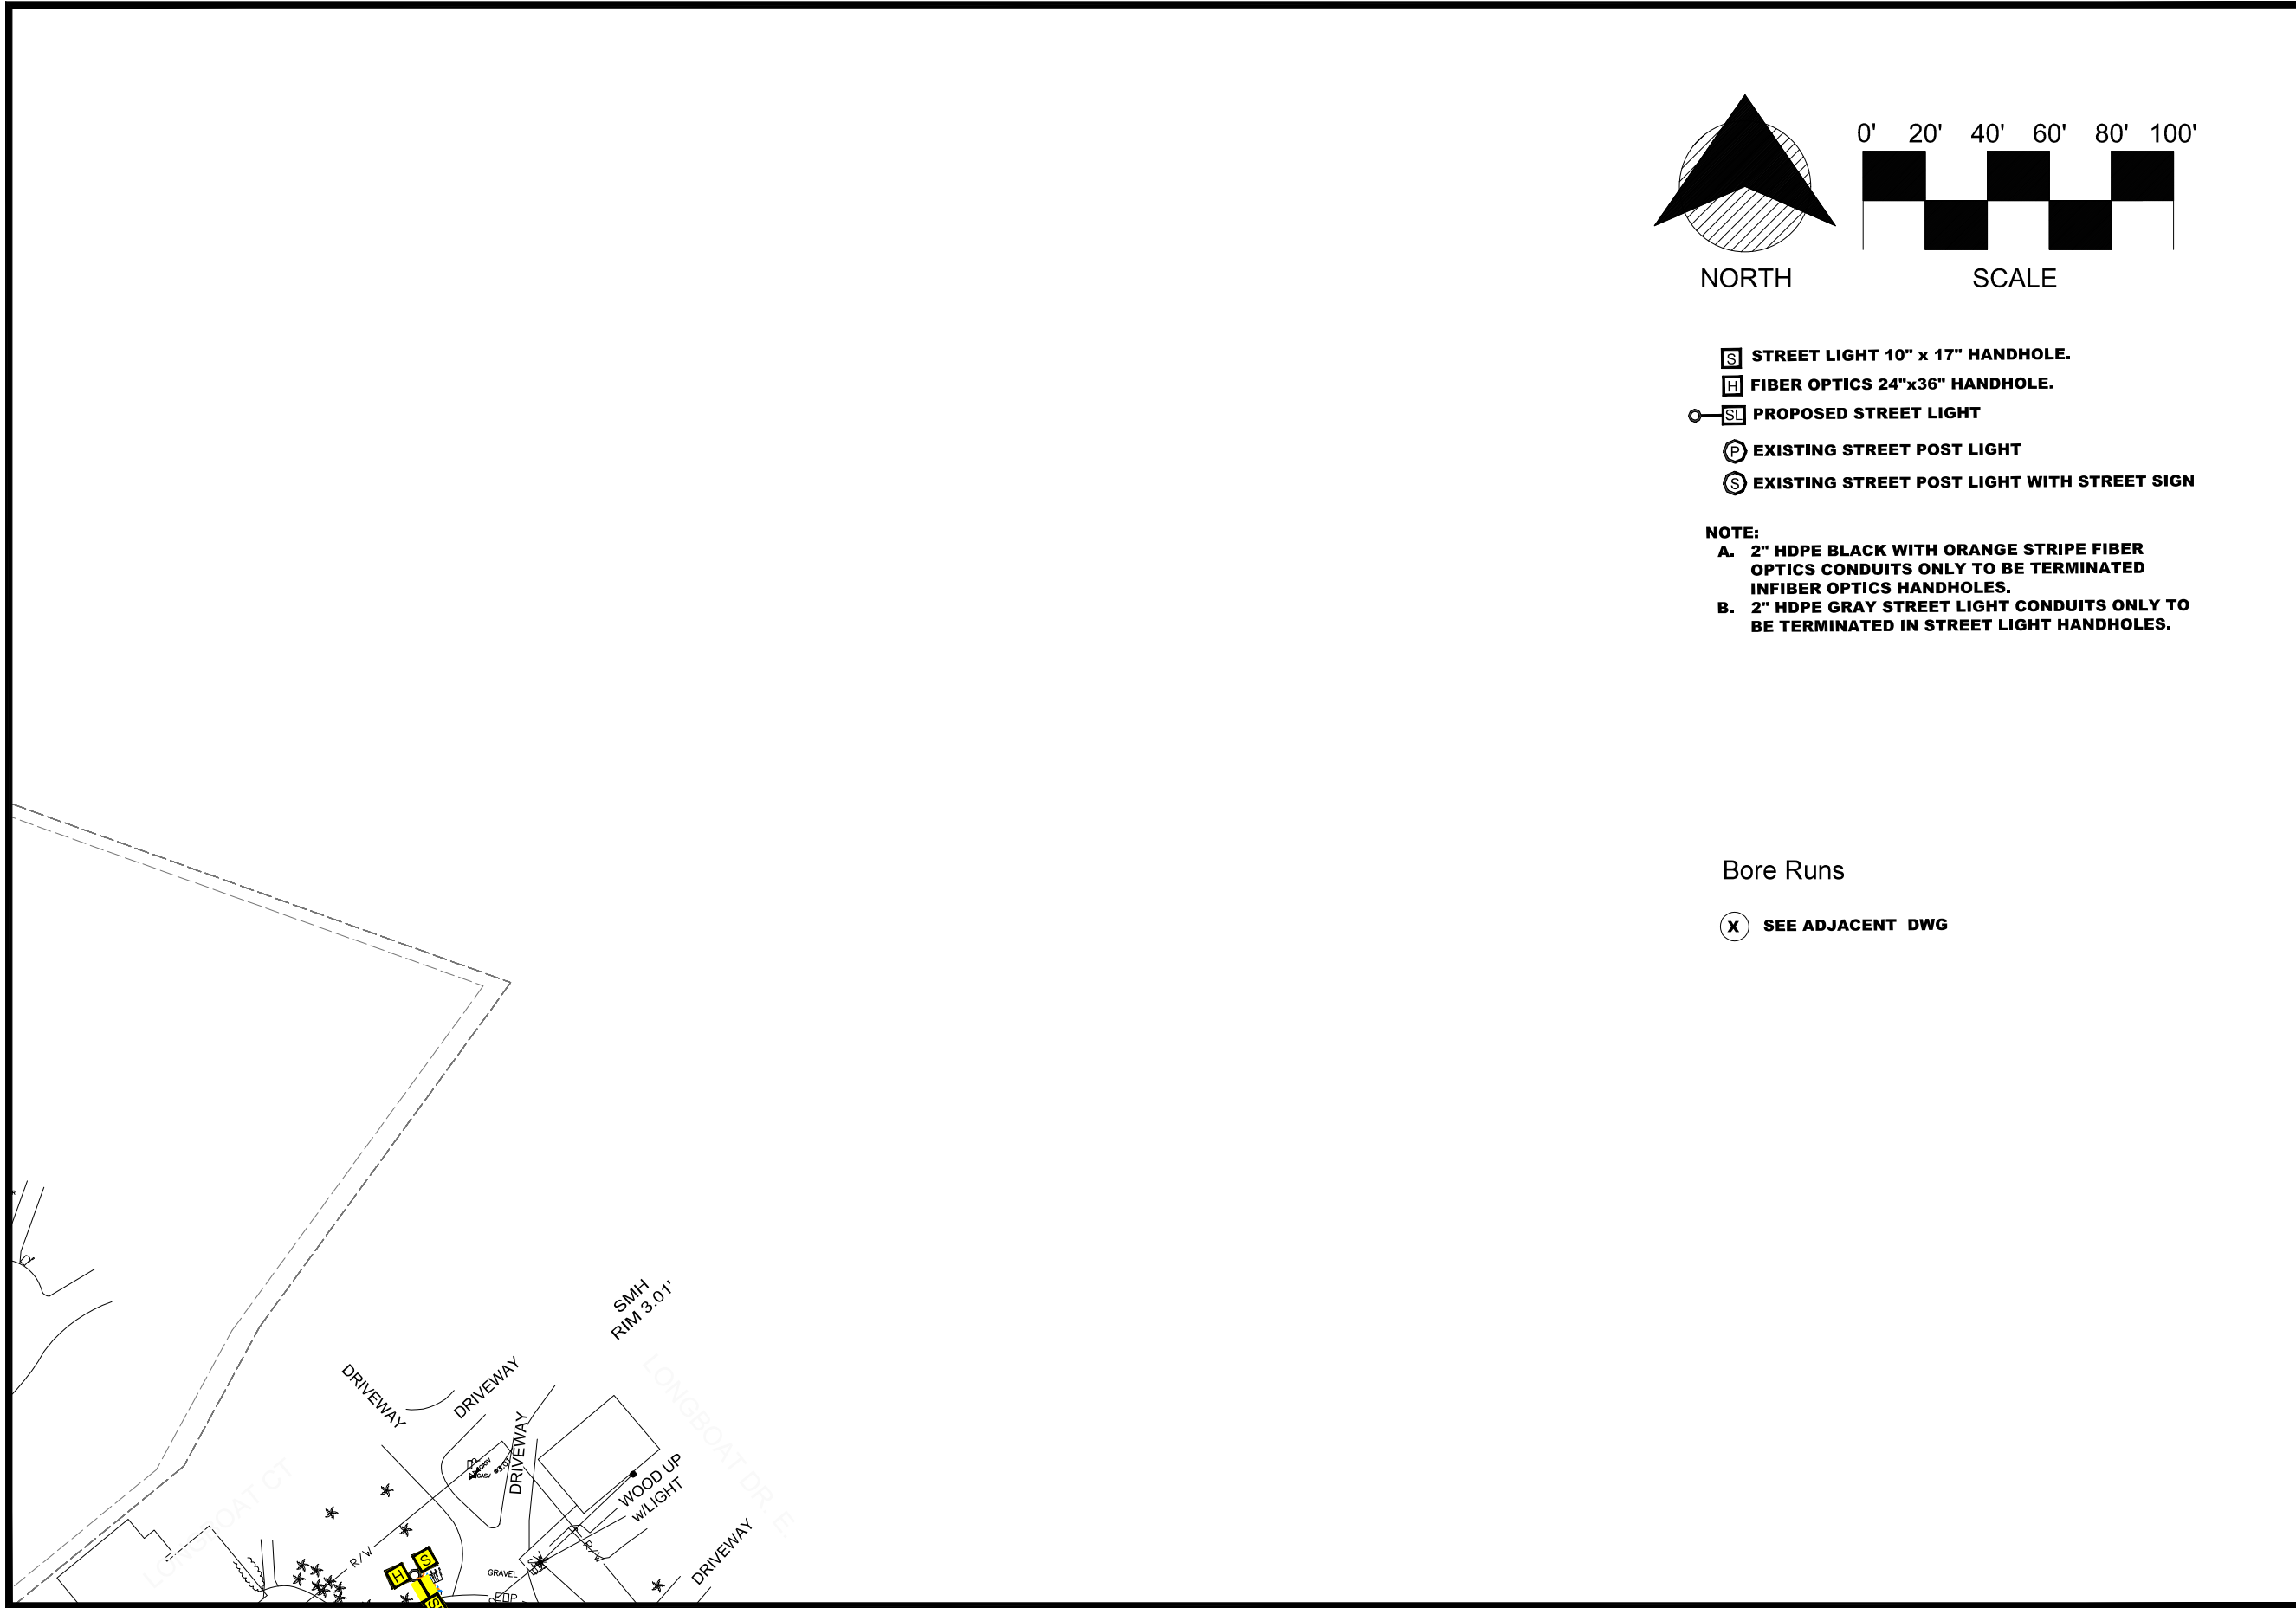 0' 20' 40' 60' 80' 100'
NORTH
SCALE
S STREET LIGHT 10" x 17" HANDHOLE.
H FIBER OPTICS 24"x36" HANDHOLE.
SL PROPOSED STREET LIGHT
P EXISTING STREET POST LIGHT
S EXISTING STREET POST LIGHT WITH STREET SIGN
NOTE:
A. 2" HDPE BLACK WITH ORANGE STRIPE FIBER
OPTICS CONDUITS ONLY TO BE TERMINATED
INFIBER OPTICS HANDHOLES.
B. 2" HDPE GRAY STREET LIGHT CONDUITS ONLY TO
BE TERMINATED IN STREET LIGHT HANDHOLES.
Bore Runs
X SEE ADJACENT DWG
SMH
RIM 3.01'
DRIVEWAY
DRIVEWAY
DRIVEWAY
LONGBOAT DR. E
LONGBOAT CT
WOOD UP
w/LIGHT
DRIVEWAY
R/W
R/W
GRAVEL
S
H